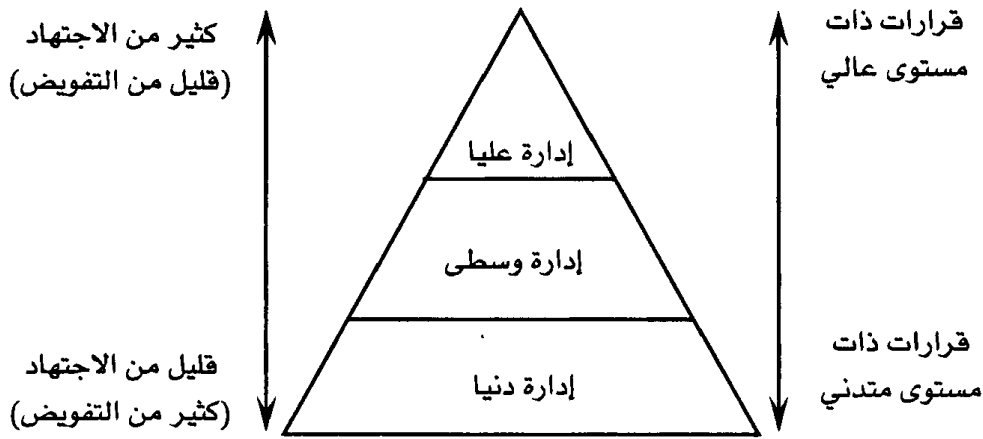 قرارات ذات
مستوى عالي
كثير من الاجتهاد
(قليل من التفويض)
إدارة عليا
إدارة وسطى
إدارة دنيا
قرارات ذات
مستوى متدني
قليل من الاجتهاد
(كثير من التفويض)